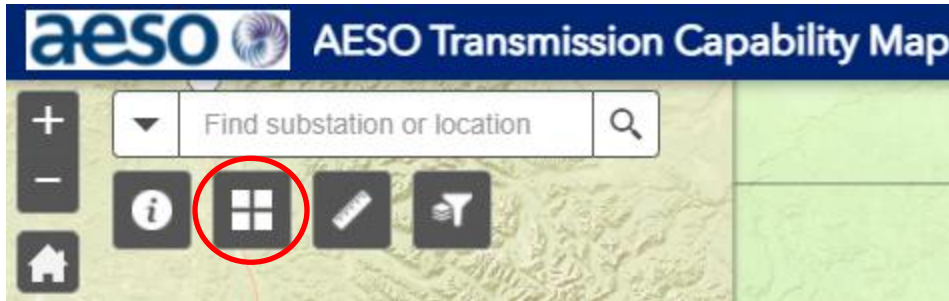 aeso AESO Transmission Capability Map
+ Find substation or location
−
i